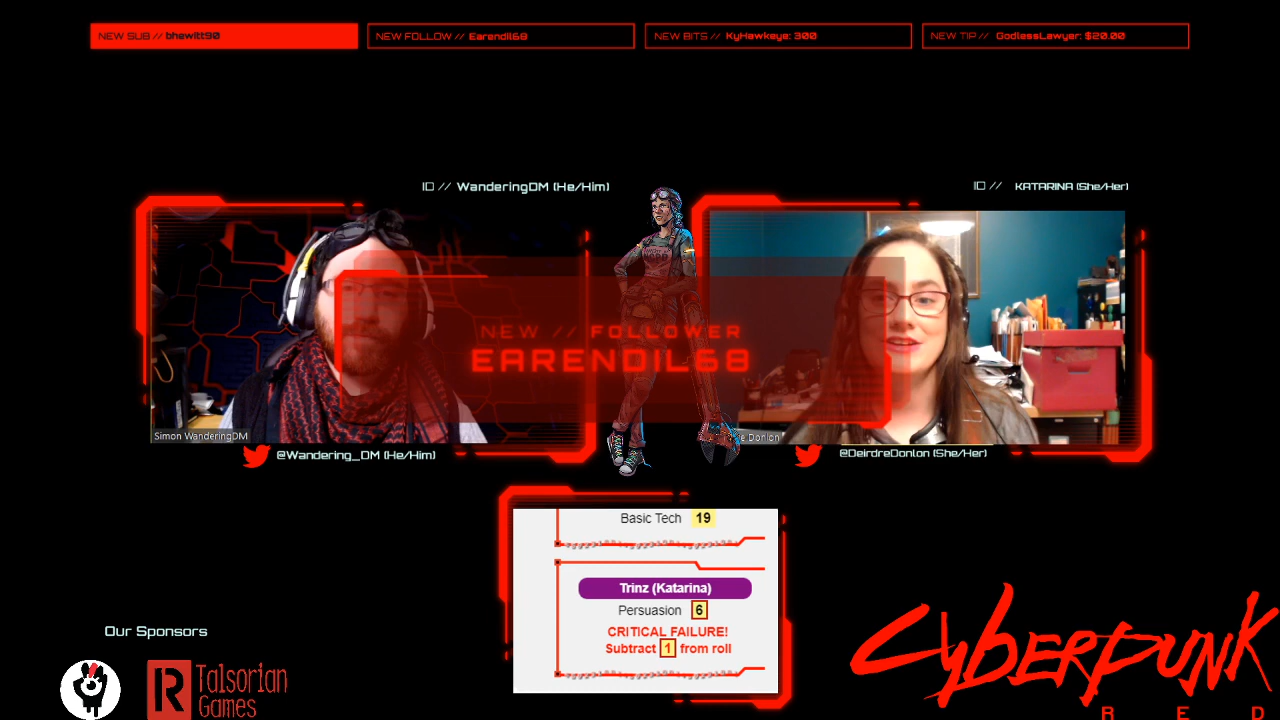 NEW SUB // bhewitt90
NEW FOLLOW // Earendil68
NEW BITS // KyHawkeye: 300
NEW TIP // GodlessLawyer: $20.00
ID // WanderingDM (He/Him)
ID // KATARINA (She/Her)
NEW // FOLLOWER
EARENDIL68
Simon WanderingDM
e Donlon
@Wandering_DM (He/Him)
@DeirdreDonlon (She/Her)
Basic Tech 19
Trinz (Katarina)
Persuasion 6
CRITICAL FAILURE!
Subtract 1 from roll
Our Sponsors
R Talsorian
Games
CYBERPUNK
R E D